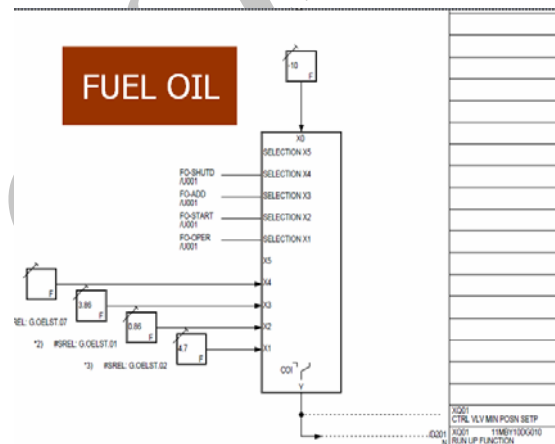 -10
F
FUEL OIL
X0
SELECTION X5
FO-SHUTD
/U001
SELECTION X4
FO-ADD
/U001
SELECTION X3
FO-START
/U001
SELECTION X2
FO-OPER
/U001
SELECTION X1
X5
X4
F
3.86
F
X3
REL: G.OELST.07
0.86
F
X2
*2) #SREL: G.OELST.01
4.7
F
X1
*3) #SREL: G.OELST.02
COI
Y
XQ01
CTRL VLV MIN POSN SETP
XQ01 11MBY10DG010
RUN UP FUNCTION